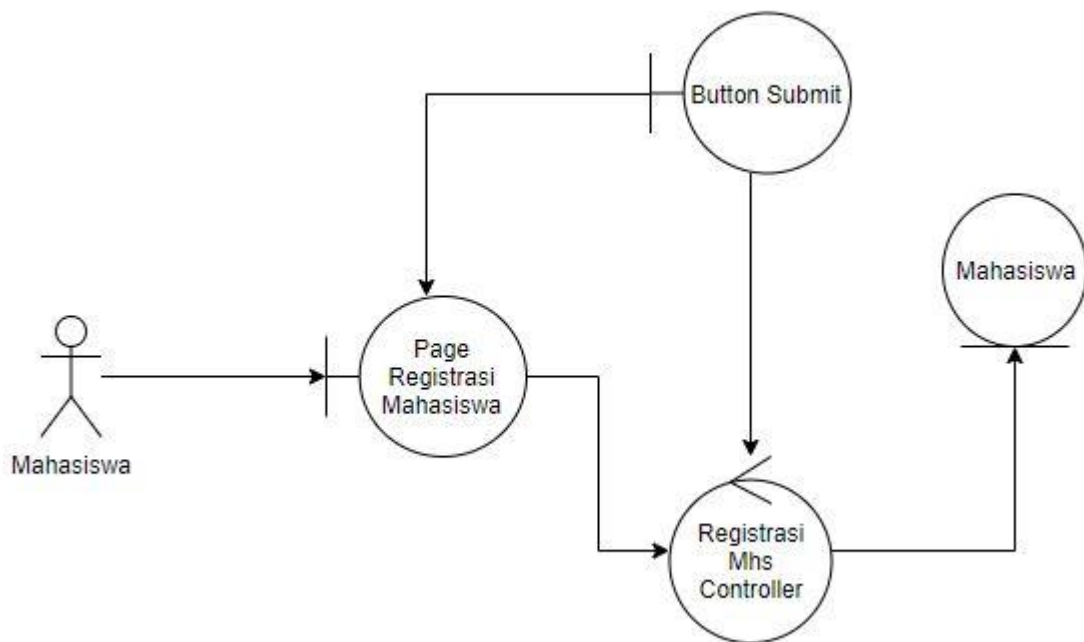 Button Submit
Mahasiswa
Page
Registrasi
Mahasiswa
Mahasiswa
Registrasi
Mhs
Controller